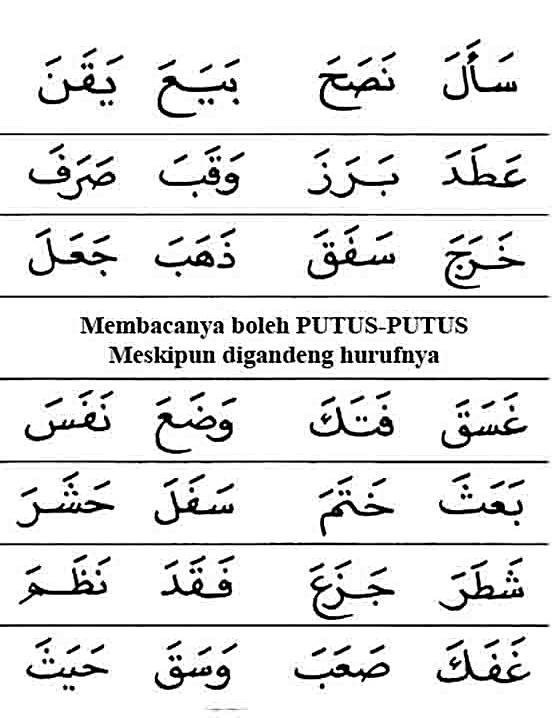 سَأَلَ نَصَحَ بَيَعَ يَقَنَ
عَطَدَ بَرَزَ وَقَبَ صَرَفَ
خَرَجَ سَفَقَ ذَهَبَ جَعَلَ
Membacanya boleh PUTUS-PUTUS
Meskipun digandeng hurufnya
غَسَقَ فَتَكَ وَضَعَ نَفَسَ
بَعَثَ خَتَمَ سَفَلَ حَشَرَ
شَطَرَ جَزَعَ فَقَدَ نَظَمَ
غَفَكَ صَعَبَ وَسَقَ حَيَثَ